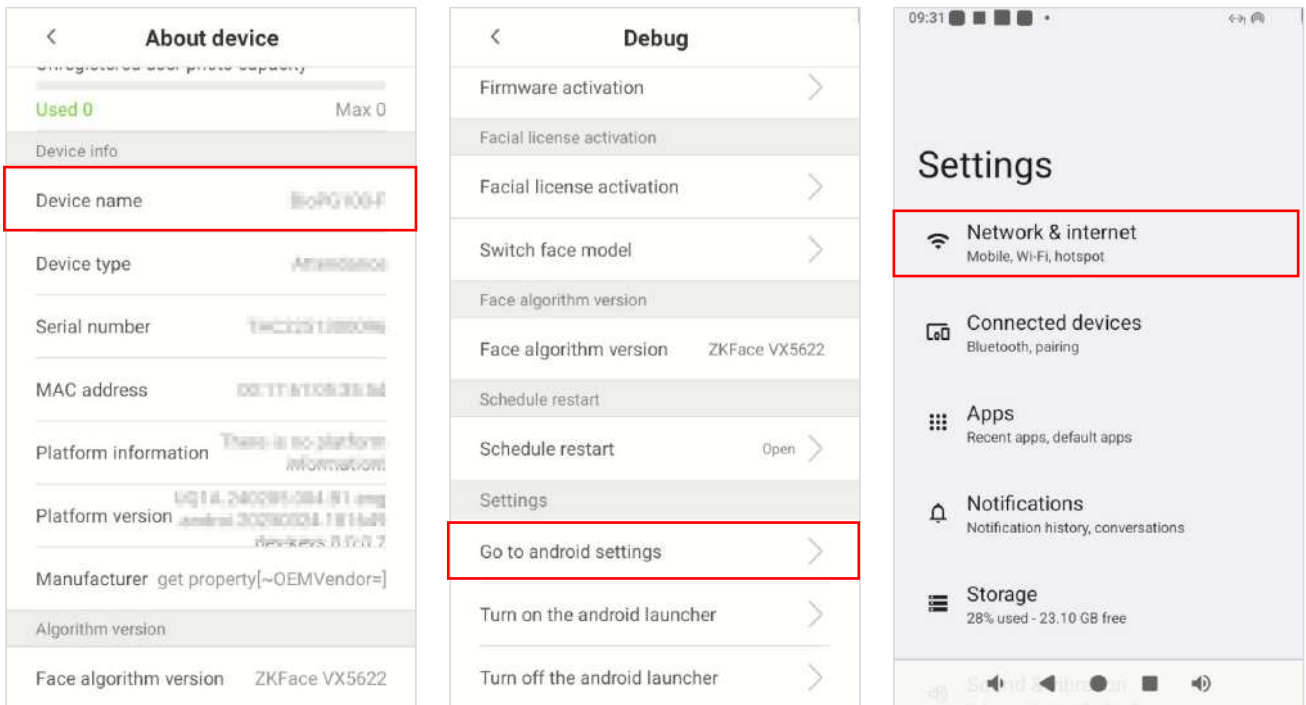 About device
Used 0
Max 0
Device info
Device name
Device type
Serial number
MAC address
Platform information
Platform version
Manufacturer get property[~OEMVendor=]
Algorithm version
Face algorithm version ZKFace VX5622
Debug
Firmware activation
Facial license activation
Facial license activation
Switch face model
Face algorithm version
Face algorithm version ZKFace VX5622
Schedule restart
Schedule restart Open
Settings
Go to android settings
Turn on the android launcher
Turn off the android launcher
09:31
Settings
Network & internet
Mobile, Wi-Fi, hotspot
Connected devices
Bluetooth, pairing
Apps
Recent apps, default apps
Notifications
Notification history, conversations
Storage
28% used - 23.10 GB free